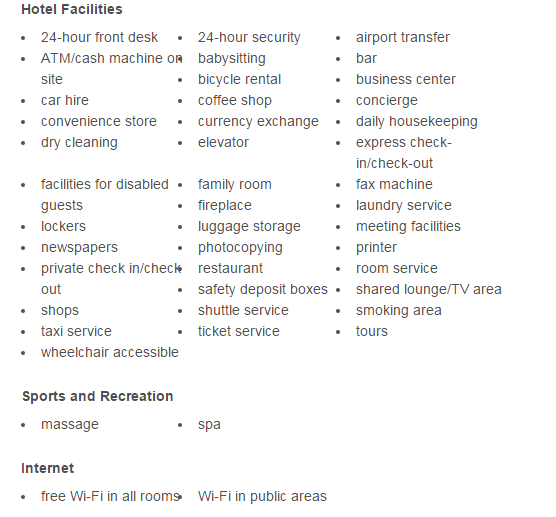 Hotel Facilities
24-hour front desk 24-hour security airport transfer
ATM/cash machine on babysitting bar
site bicycle rental business center
car hire coffee shop concierge
convenience store currency exchange daily housekeeping
dry cleaning elevator express check-
in/check-out
facilities for disabled family room fax machine
guests fireplace laundry service
lockers luggage storage meeting facilities
newspapers photocopying printer
private check in/check restaurant room service
out safety deposit boxes shared lounge/TV area
shops shuttle service smoking area
taxi service ticket service tours
wheelchair accessible
Sports and Recreation
massage spa
Internet
free Wi-Fi in all rooms Wi-Fi in public areas